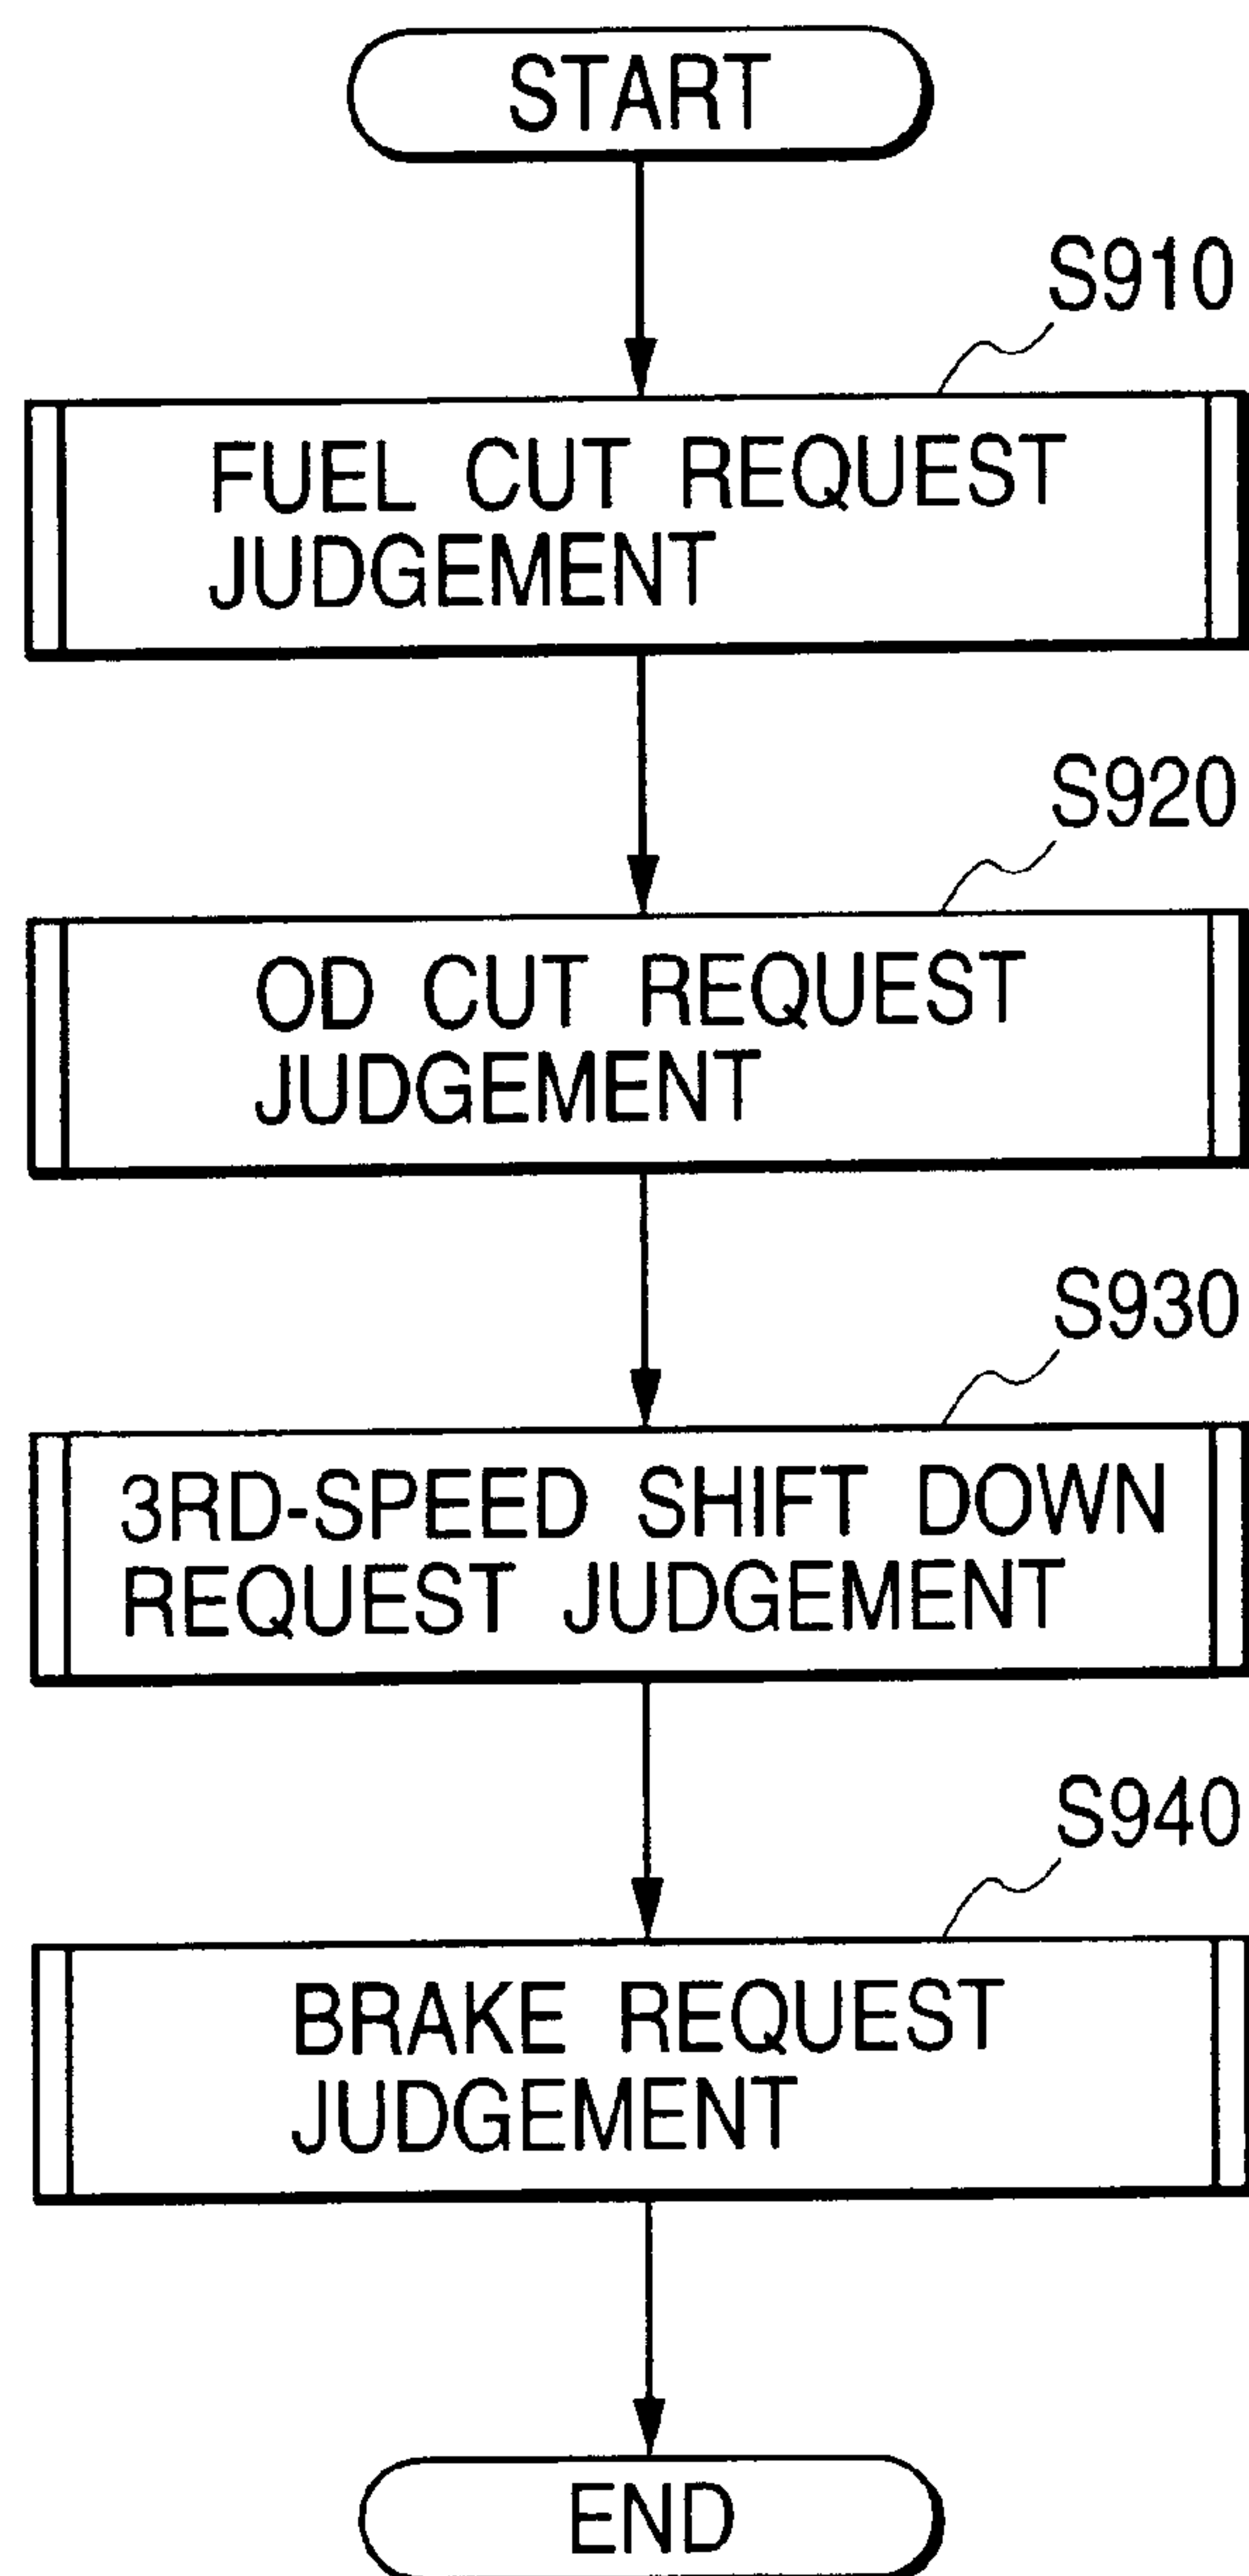 START
S910
FUEL CUT REQUEST
JUDGEMENT
S920
OD CUT REQUEST
JUDGEMENT
S930
3RD-SPEED SHIFT DOWN
REQUEST JUDGEMENT
S940
BRAKE REQUEST
JUDGEMENT
END